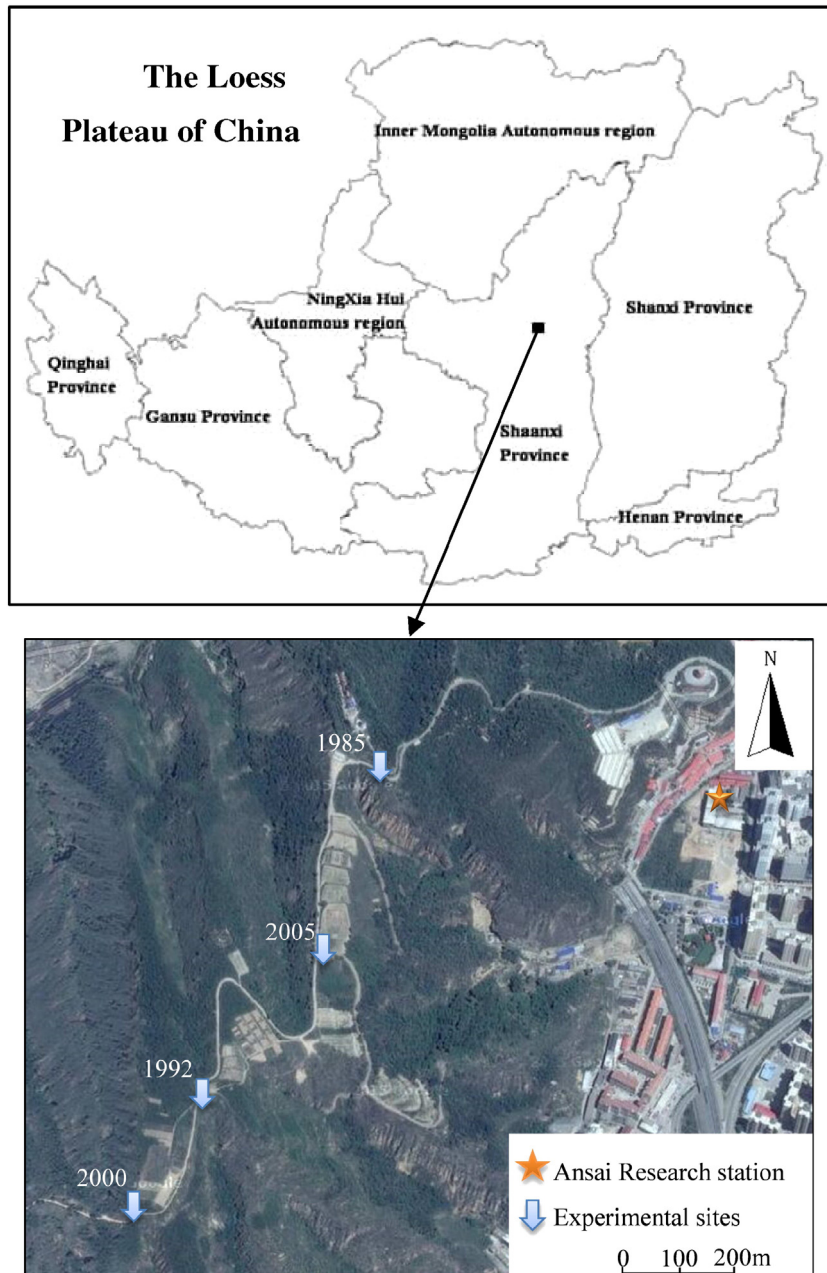 The Loess
Plateau of China
Inner Mongolia Autonomous region
NingXia Hui
Autonomous region
Shanxi Province
Qinghai
Province
Gansu Province
Shaanxi
Province
Henan Province
N
1985
2005
1992
2000
Ansai Research station
Experimental sites
0 100 200m